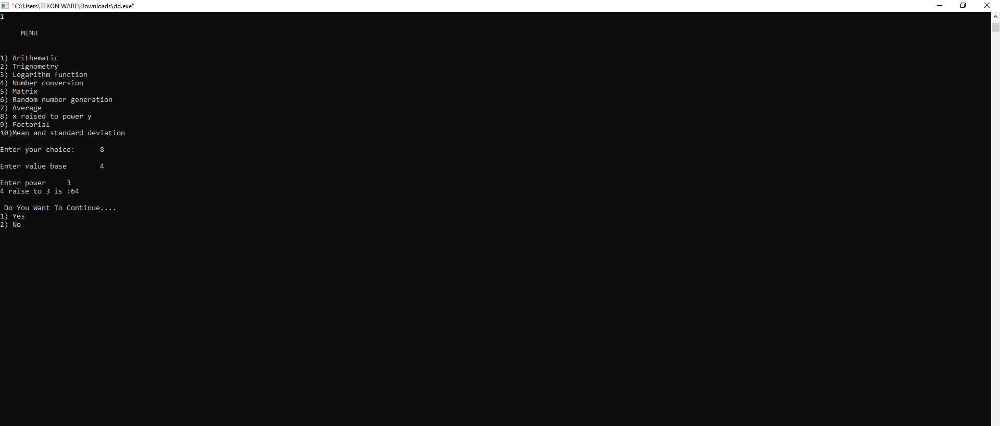 "C:\Users\TEXON WARE\Downloads\dd.exe"
1
MENU
1) Arithematic
2) Trignometry
3) Logarithm function
4) Number conversion
5) Matrix
6) Random number generation
7) Average
8) x raised to power y
9) Foctorial
10)Mean and standard deviation
Enter your choice: 8
Enter value base 4
Enter power 3
4 raise to 3 is :64
Do You Want To Continue....
1) Yes
2) No